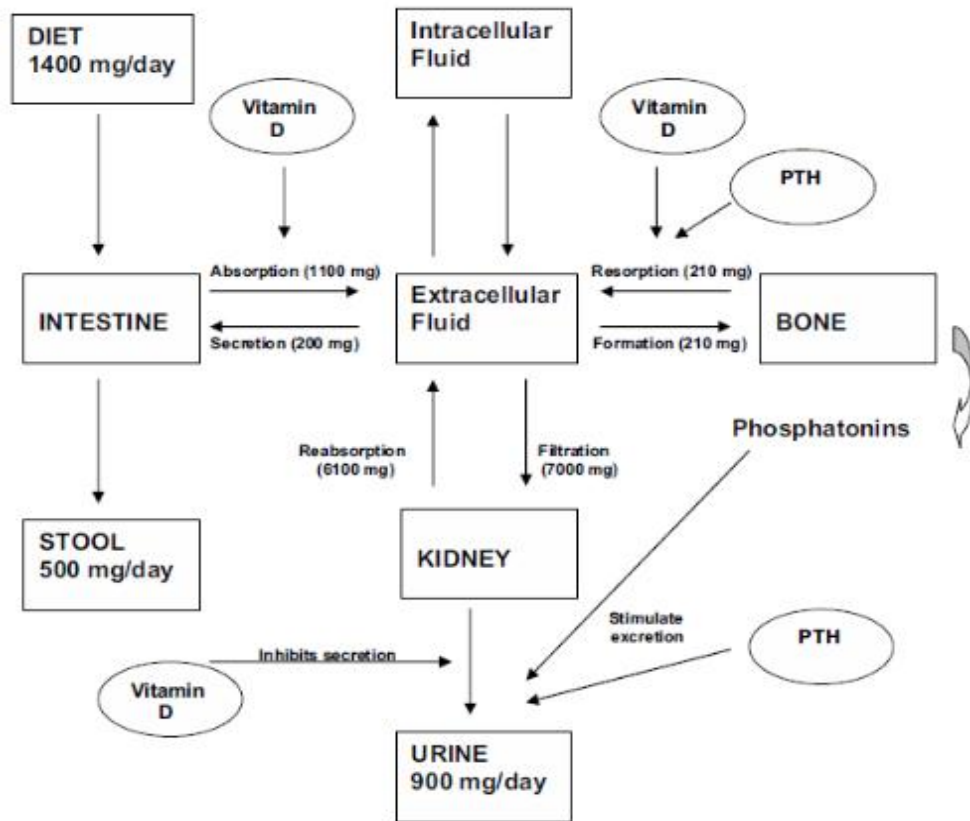 DIET
1400 mg/day
Intracellular
Fluid
Vitamin
D
Vitamin
D
PTH
Absorption (1100 mg)
Resorption (210 mg)
INTESTINE
Extracellular
Fluid
BONE
Secretion (200 mg)
Formation (210 mg)
Phosphatonins
Reabsorption
(6100 mg)
Filtration
(7000 mg)
STOOL
500 mg/day
KIDNEY
Stimulate
excretion
PTH
Inhibits secretion
Vitamin
D
URINE
900 mg/day